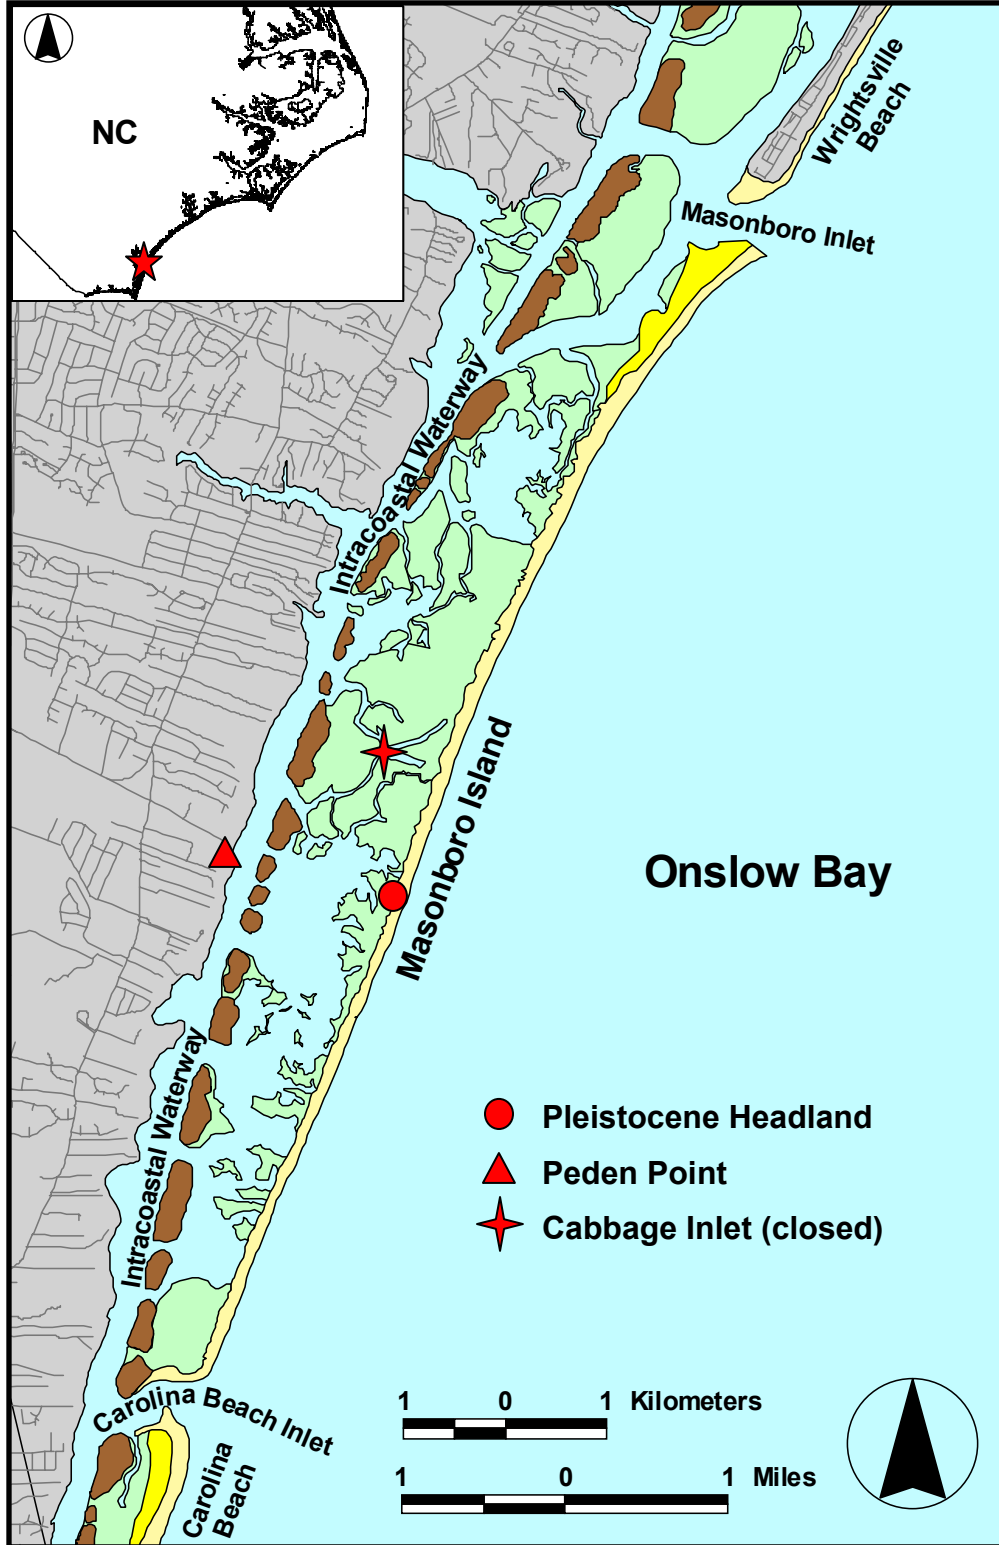 NC
Wrightsville
Beach
Masonboro Inlet
Intracoastal Waterway
Masonboro Island
Onslow Bay
Pleistocene Headland
Peden Point
Cabbage Inlet (closed)
Intracoastal Waterway
Carolina Beach Inlet
Carolina
Beach
1 0 1 Kilometers
1 0 1 Miles